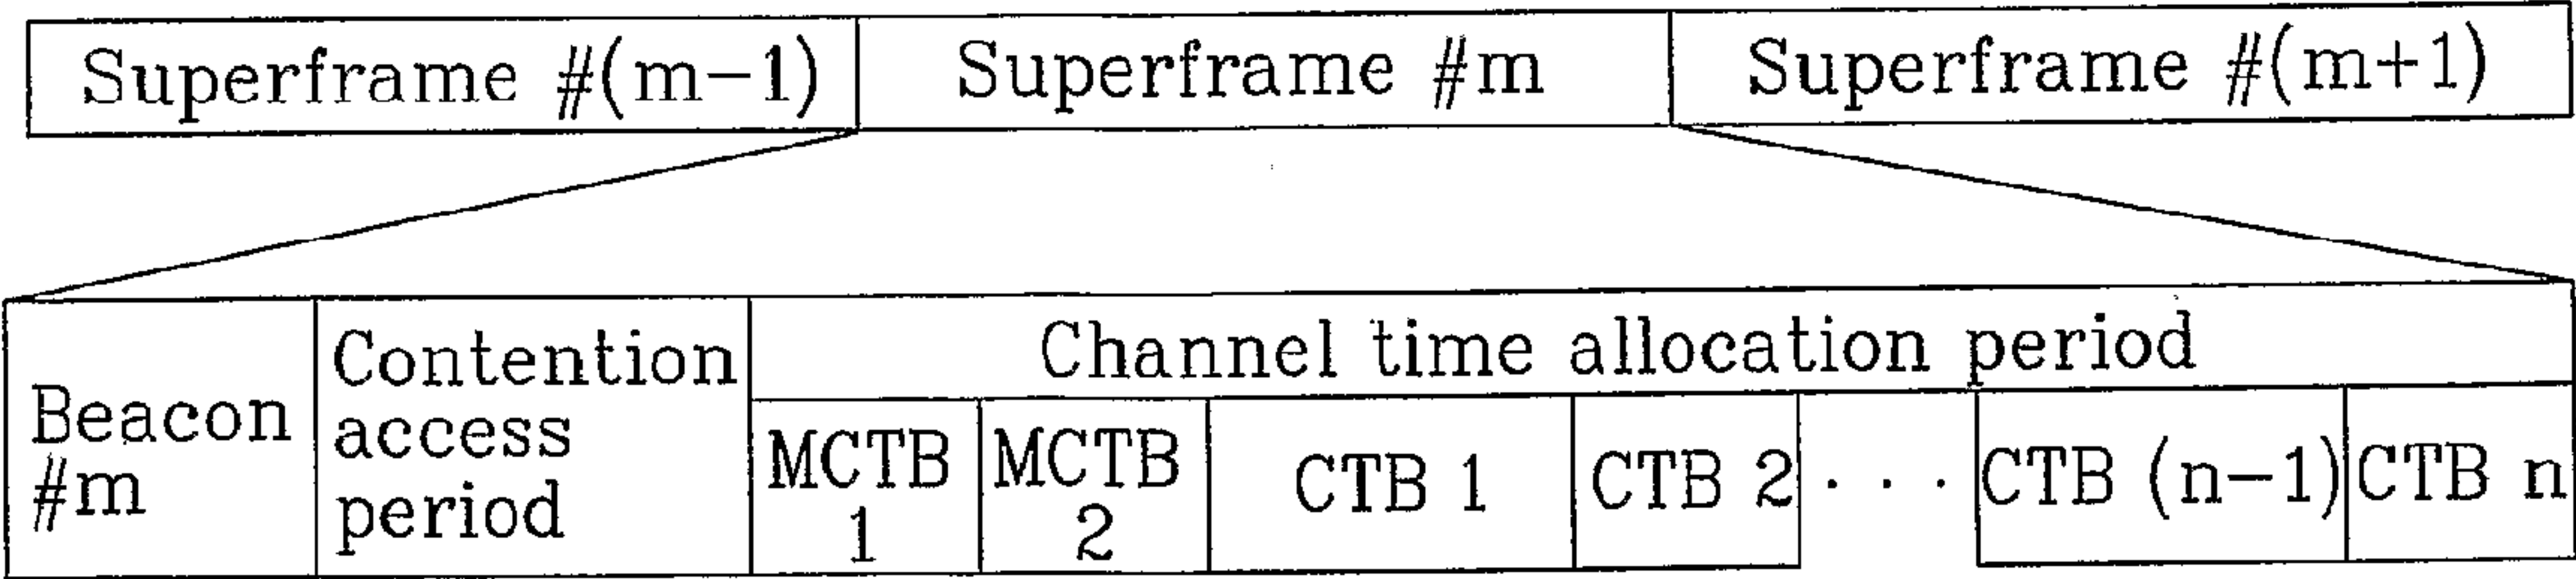 Superframe #(m-1)
Superframe #m
Superframe #(m+1)
Beacon
#m
Contention
access
period
Channel time allocation period
MCTB
1
MCTB
2
CTB 1
CTB 2
· · ·
CTB (n-1)
CTB n